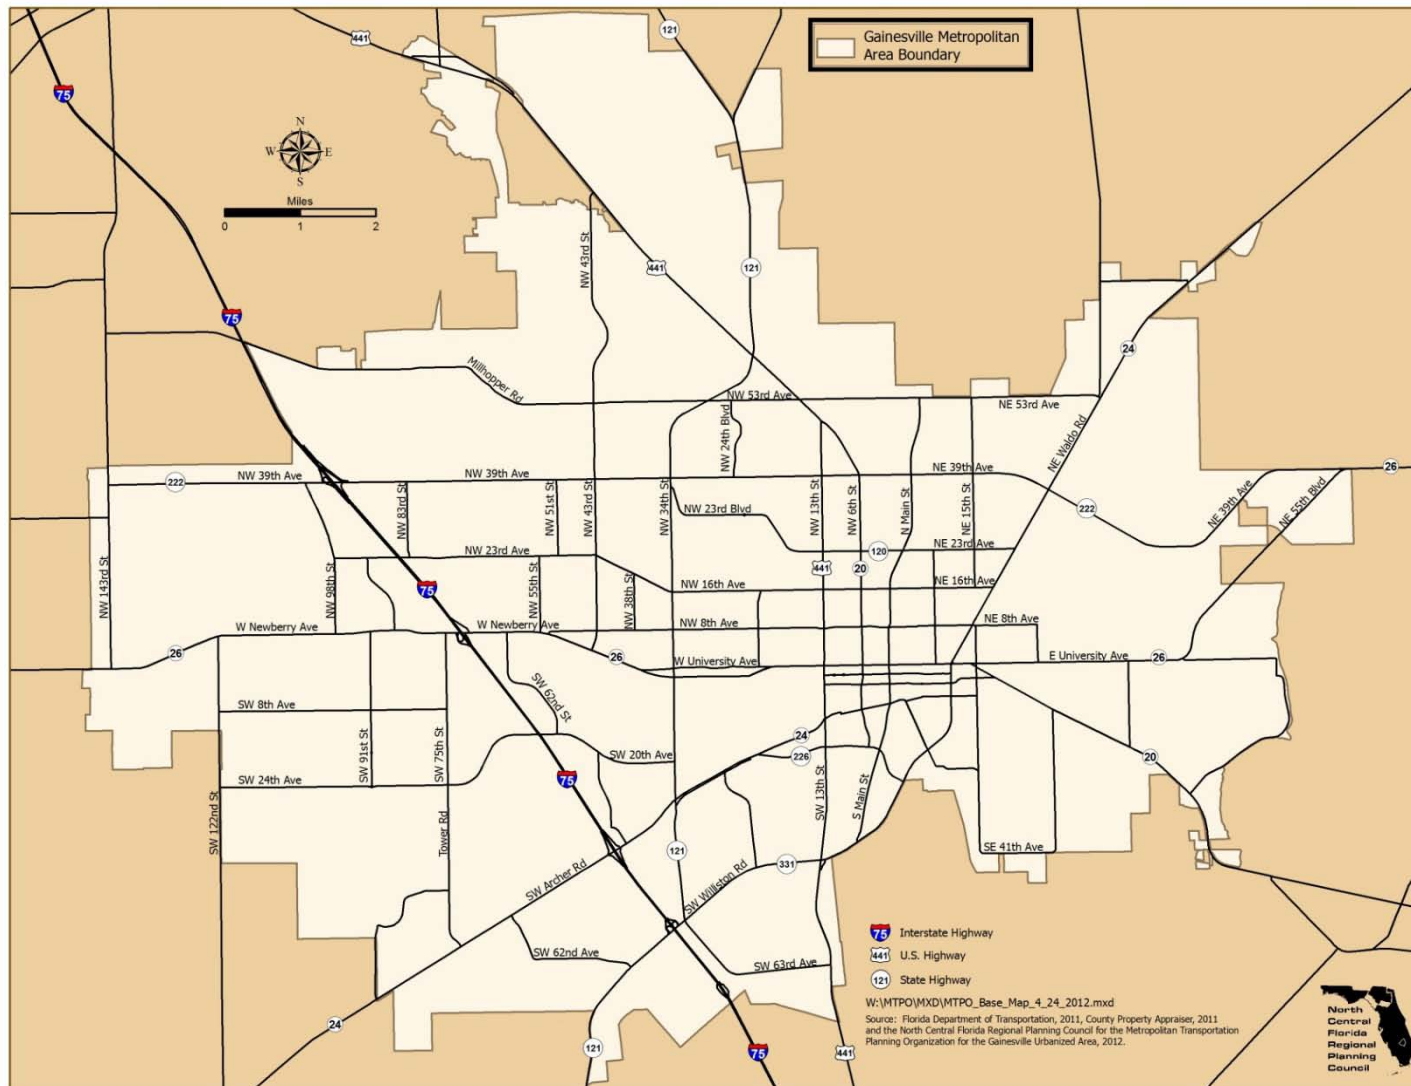 441
121
Gainesville Metropolitan
Area Boundary
75
N
W E
S
Miles
0 1 2
NW 43rd St
441
121
75
24
Millhopper Rd
NW 53rd Ave
NE 53rd Ave
NW 24th Blvd
NE Waldo Rd
222
NW 39th Ave
NW 39th Ave
NE 39th Ave
26
NW 83rd St
NW 51st St
NW 43rd St
NW 34th St
NW 23rd Blvd
NW 13th St
NW 6th St
N Main St
NE 15th St
222
NE 39th Ave
NE 55th Blvd
NW 143rd St
NW 98th St
NW 23rd Ave
120
NE 23rd Ave
75
NW 55th St
NW 38th St
NW 16th Ave
441
20
NE 16th Ave
W Newberry Ave
W Newberry Ave
NW 8th Ave
NE 8th Ave
26
26
W University Ave
E University Ave
26
SW 62nd St
SW 8th Ave
SW 91st St
SW 75th St
24
226
20
SW 20th Ave
SW 24th Ave
75
SW 122nd St
Tower Rd
SW 13th St
S Main St
121
331
SE 41th Ave
SW Archer Rd
SW Williston Rd
SW 62nd Ave
SW 63rd Ave
24
121
75
441
75 Interstate Highway
441 U.S. Highway
121 State Highway
W:\MTPO\MXD\MTPO_Base_Map_4_24_2012.mxd
Source: Florida Department of Transportation, 2011, County Property Appraiser, 2011
and the North Central Florida Regional Planning Council for the Metropolitan Transportation
Planning Organization for the Gainesville Urbanized Area, 2012.
North
Central
Florida
Regional
Planning
Council